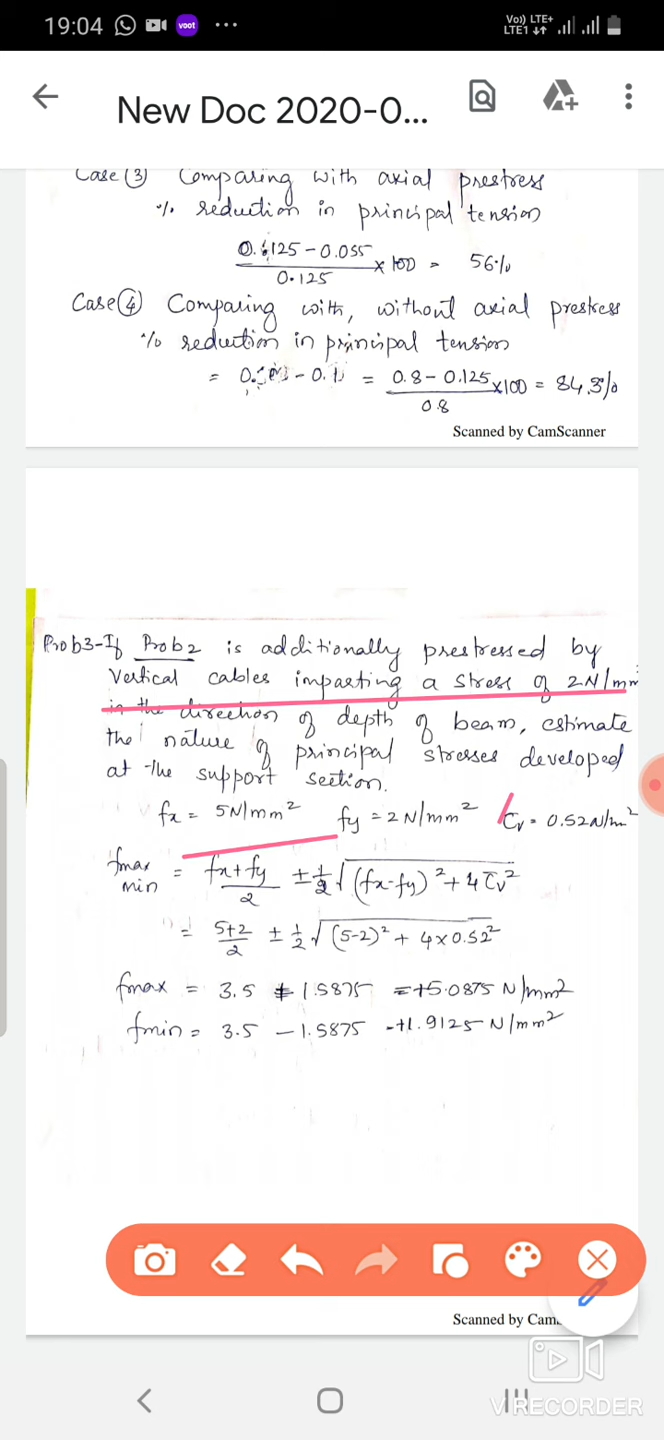 19:04 voot ... Vo)) LTE+ LTE1
New Doc 2020-0...
Case (3) Comparing with axial prestress
% reduction in principal tension
0.125-0.055 / 0.125 x 100 = 56%
Case (4) Comparing with, without axial prestress
% reduction in principal tension
= = 0.8 - 0.125 / 0.8 x100 = 84.3%
Scanned by CamScanner
Prob3-If Prob2 is additionally prestressed by
Vertical cables imparting a stress of 2N/mm
in the direction of depth of beam, estimate
the nature of principal stresses developed
at the support section.
fx = 5N/mm² fy = 2N/mm² τv = 0.52N/m²
fmax min = fx+fy / 2 ± 1/2 √(fx-fy)² + 4τv²
= 5+2 / 2 ± 1/2 √(5-2)² + 4x0.52²
fmax = 3.5 + 1.5875 = +5.0875 N/mm²
fmin = 3.5 - 1.5875 = +1.9125 N/mm²
Scanned by Cam
V RECORDER